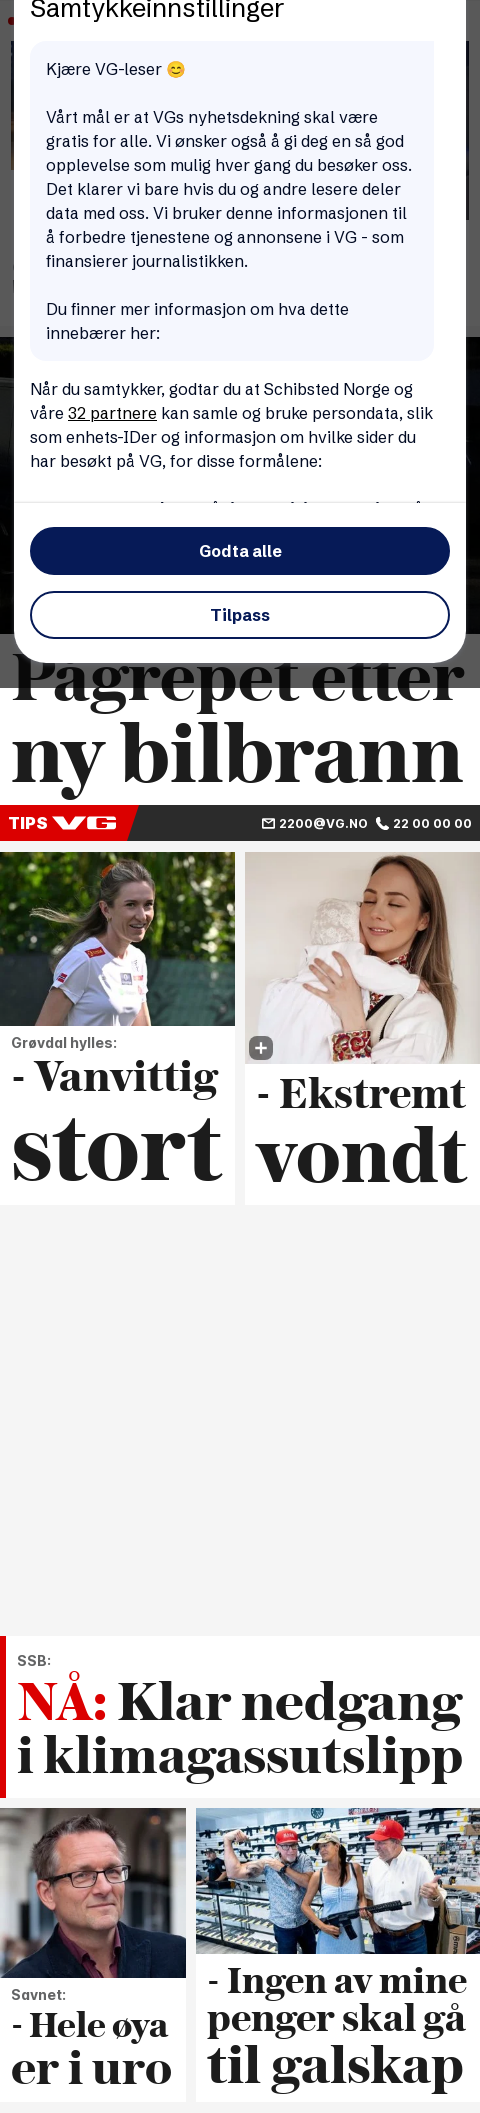 Samtykkeinnstillinger
Kjære VG-leser 😊
Vårt mål er at VGs nyhetsdekning skal være
gratis for alle. Vi ønsker også å gi deg en så god
opplevelse som mulig hver gang du besøker oss.
Det klarer vi bare hvis du og andre lesere deler
data med oss. Vi bruker denne informasjonen til
å forbedre tjenestene og annonsene i VG - som
finansierer journalistikken.
Du finner mer informasjon om hva dette
innebærer her:
Når du samtykker, godtar du at Schibsted Norge og
våre 32 partnere kan samle og bruke persondata, slik
som enhets-IDer og informasjon om hvilke sider du
har besøkt på VG, for disse formålene:
Godta alle
Tilpass
Pågrepet etter
ny bilbrann
TIPS VG 2200@VG.NO 22 00 00 00
Grøvdal hylles:
- Vanvittig
stort
- Ekstremt
vondt
SSB:
NÅ: Klar nedgang
i klimagassutslipp
Savnet:
- Hele øya
er i uro
- Ingen av mine
penger skal gå
til galskap